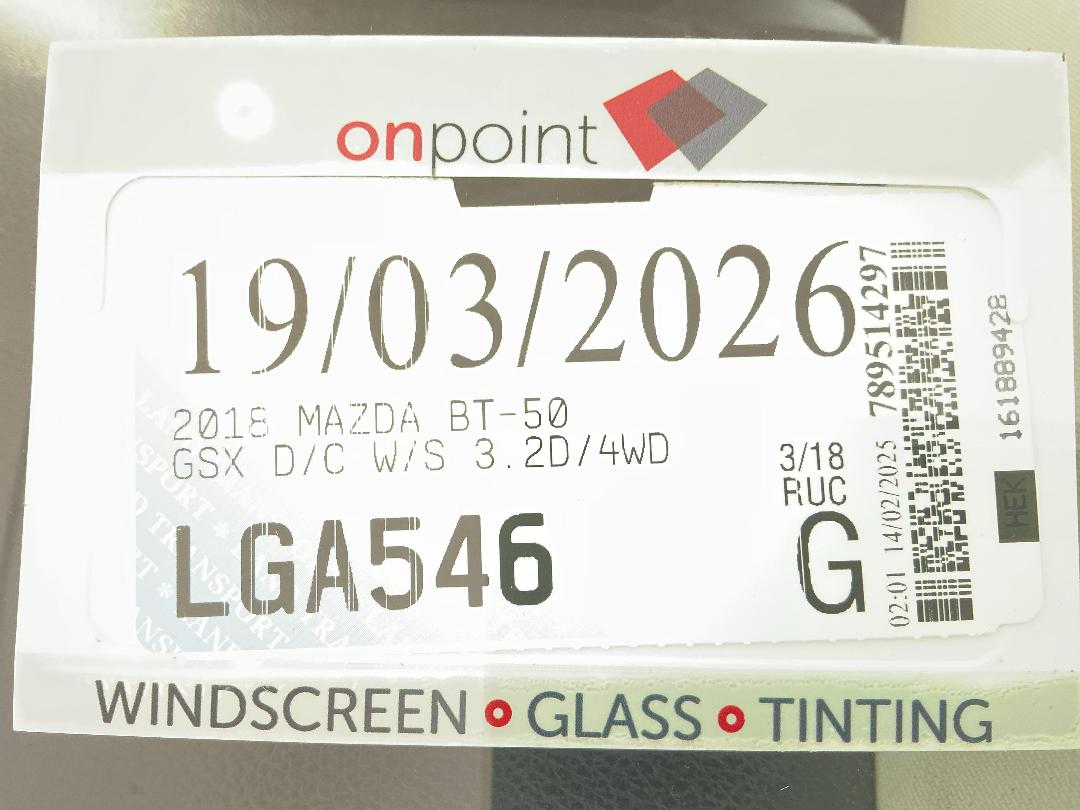 onpoint
19/03/2026
2018 MAZDA BT-50
GSX D/C W/S 3.2D/4WD
3/18
RUC
LGA546
G
02:01 14/02/2025
789514297
161889428
HEK
WINDSCREEN GLASS TINTING